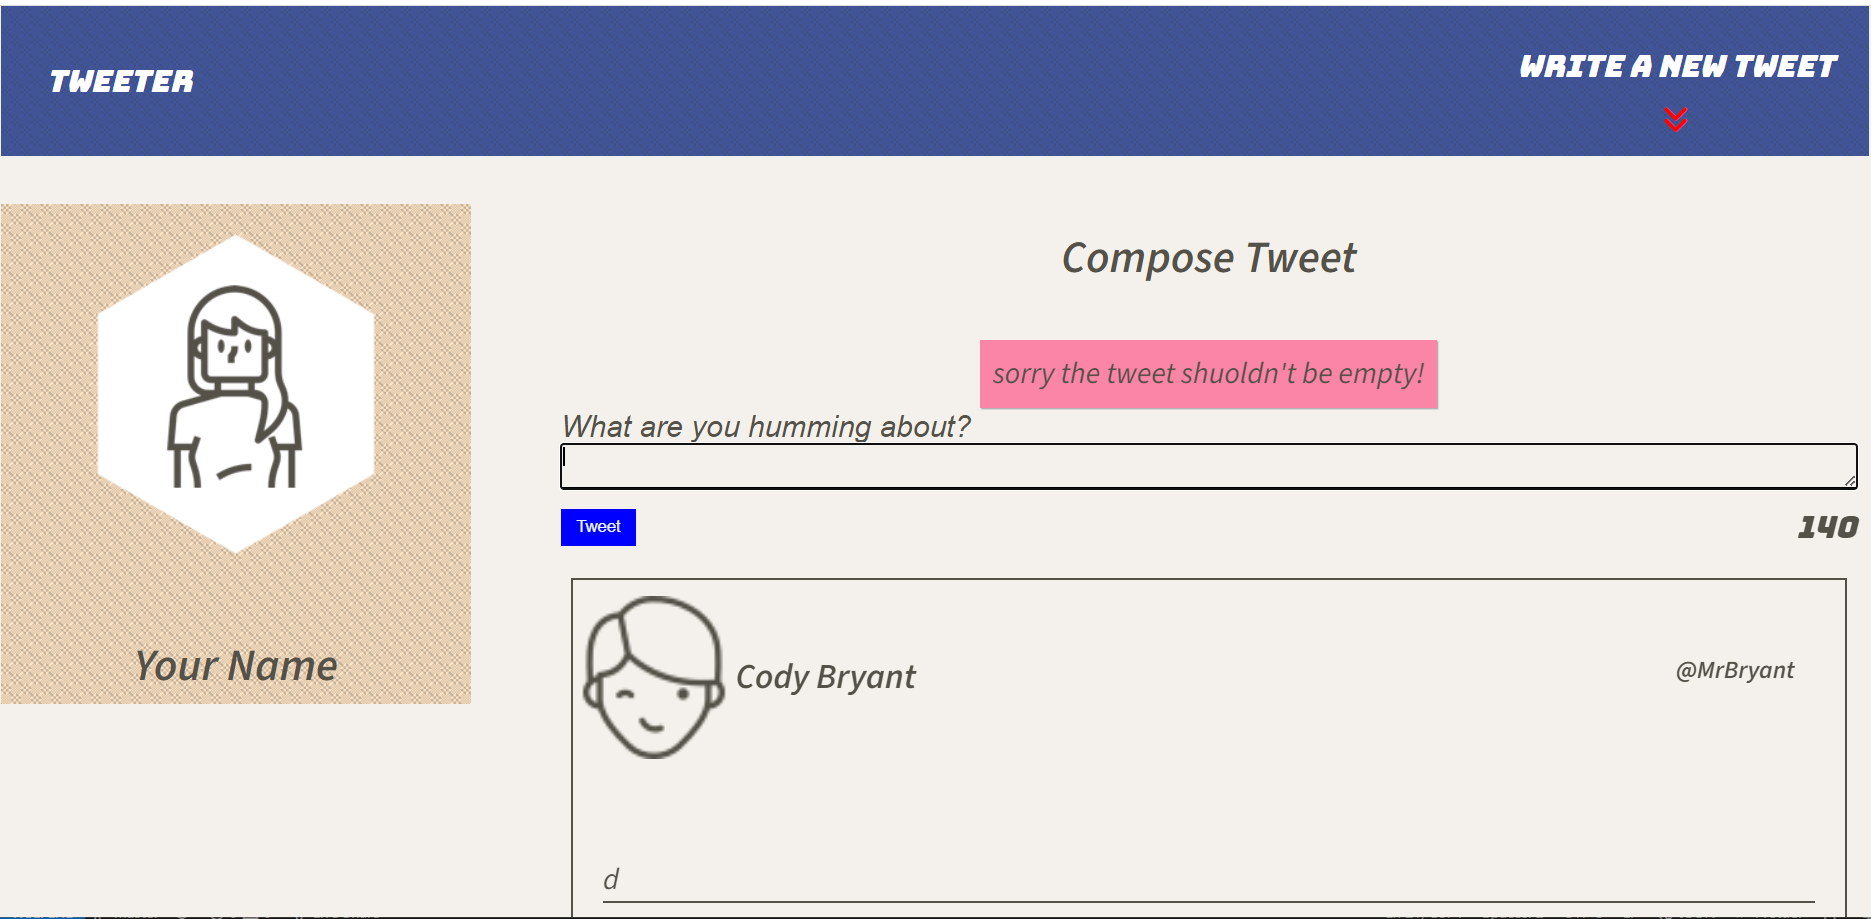 TWEETER
WRITE A NEW TWEET
Compose Tweet
sorry the tweet shuoldn't be empty!
What are you humming about?
Tweet
140
Your Name
Cody Bryant
@MrBryant
d